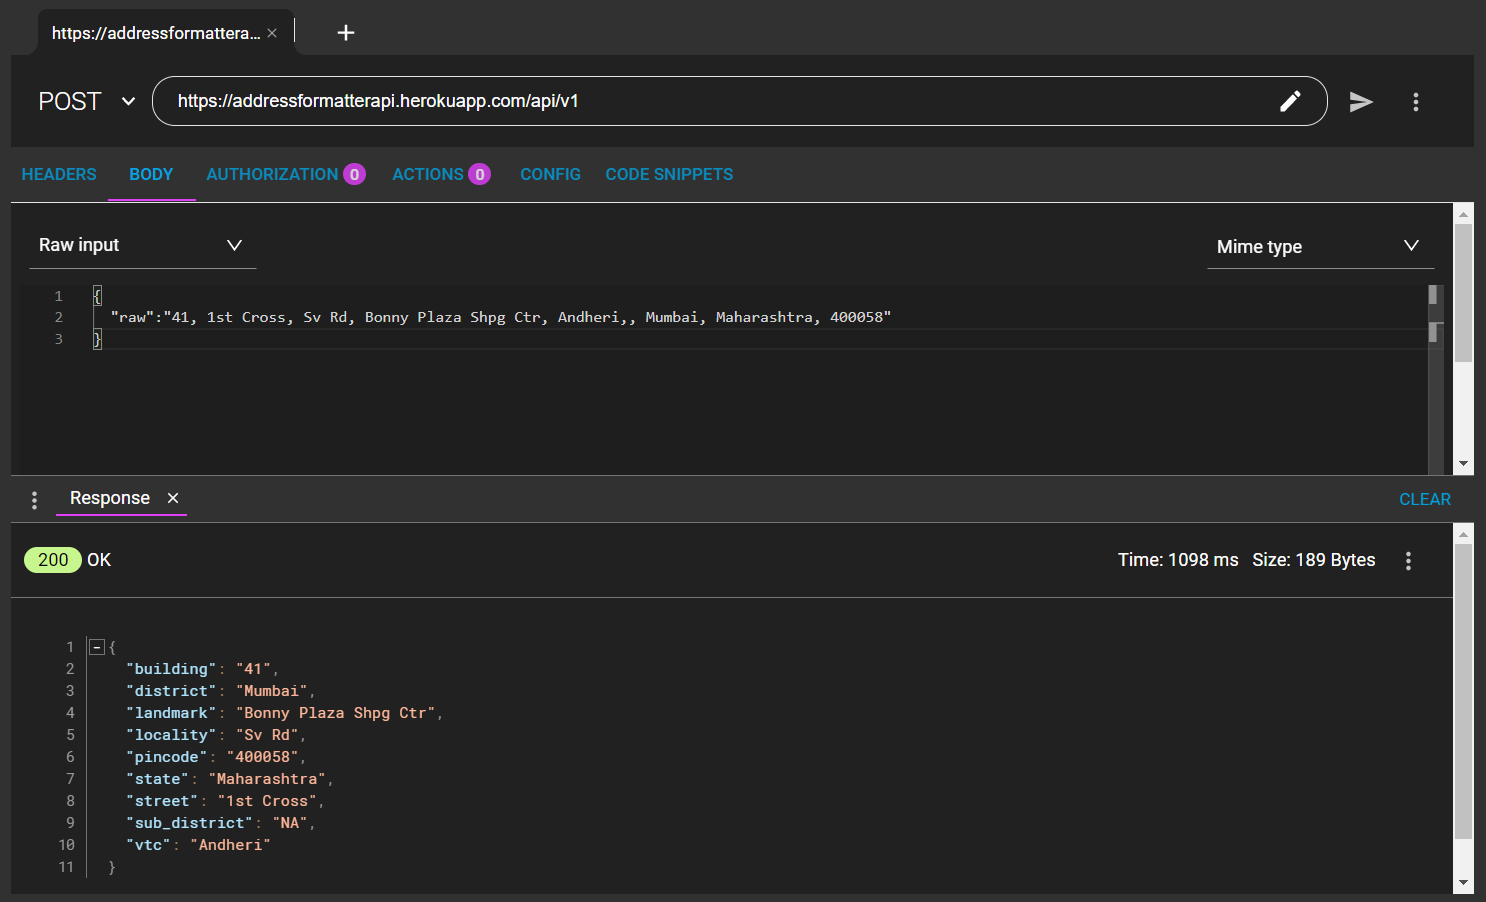 https://addressformattera... ×
+
POST https://addressformatterapi.herokuapp.com/api/v1
HEADERS BODY AUTHORIZATION 0 ACTIONS 0 CONFIG CODE SNIPPETS
Raw input Mime type
1 {
2 "raw":"41, 1st Cross, Sv Rd, Bonny Plaza Shpg Ctr, Andheri,, Mumbai, Maharashtra, 400058"
3 }
Response × CLEAR
200 OK Time: 1098 ms Size: 189 Bytes
1 {
2 "building": "41",
3 "district": "Mumbai",
4 "landmark": "Bonny Plaza Shpg Ctr",
5 "locality": "Sv Rd",
6 "pincode": "400058",
7 "state": "Maharashtra",
8 "street": "1st Cross",
9 "sub_district": "NA",
10 "vtc": "Andheri"
11 }